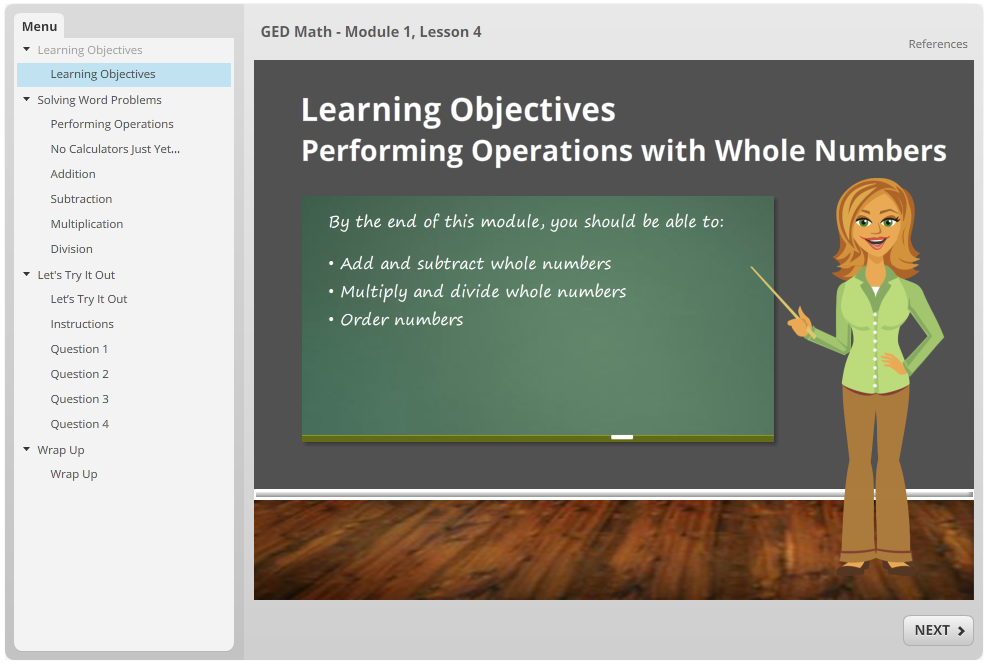 Menu
Learning Objectives
Learning Objectives
Solving Word Problems
Performing Operations
No Calculators Just Yet...
Addition
Subtraction
Multiplication
Division
Let's Try It Out
Let's Try It Out
Instructions
Question 1
Question 2
Question 3
Question 4
Wrap Up
Wrap Up
GED Math - Module 1, Lesson 4
References
Learning Objectives
Performing Operations with Whole Numbers
By the end of this module, you should be able to:
• Add and subtract whole numbers
• Multiply and divide whole numbers
• Order numbers
NEXT